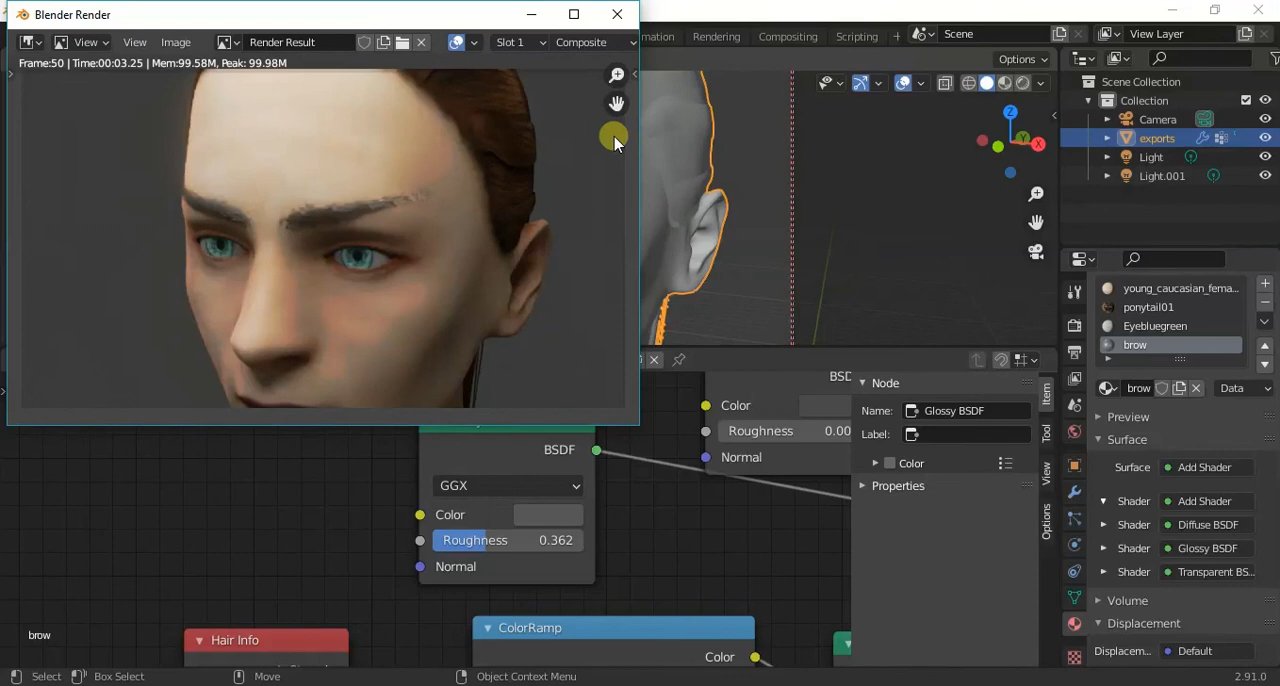 Blender Render
View
View
Image
Render Result
Slot 1
Composite
Frame:50 | Time:00:03.25 | Mem:99.58M, Peak: 99.98M
mation
Rendering
Compositing
Scripting
Scene
View Layer
Options
Scene Collection
Collection
Camera
exports
Light
Light.001
Z
Y
X
young_caucasian_fema...
ponytail01
Eyebluegreen
brow
brow
Data
Preview
Surface
Surface
Add Shader
Shader
Add Shader
Shader
Diffuse BSDF
Shader
Glossy BSDF
Shader
Transparent BS...
Volume
Displacement
Displacem...
Default
BSD
Color
Roughness
0.00
Normal
Node
Name:
Glossy BSDF
Label:
Color
Properties
Item
Tool
View
Options
BSDF
GGX
Color
Roughness
0.362
Normal
Hair Info
ColorRamp
Color
brow
Select
Box Select
Move
Object Context Menu
2.91.0